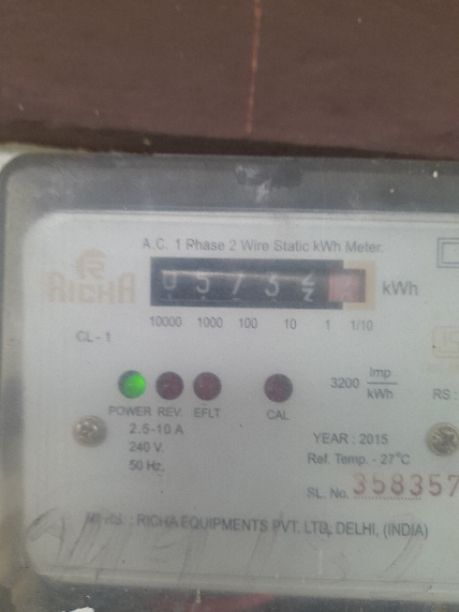 A.C. 1 Phase 2 Wire Static kWh Meter.
RICHA
kWh
10000 1000 100 10 1 1/10
CL - 1
3200 Imp/kWh
RS :
POWER REV. EFLT CAL
2.5-10 A
240 V.
50 Hz.
YEAR : 2015
Ref. Temp. - 27°C
SL. No. 358357
RICHA EQUIPMENTS PVT. LTD, DELHI, (INDIA)